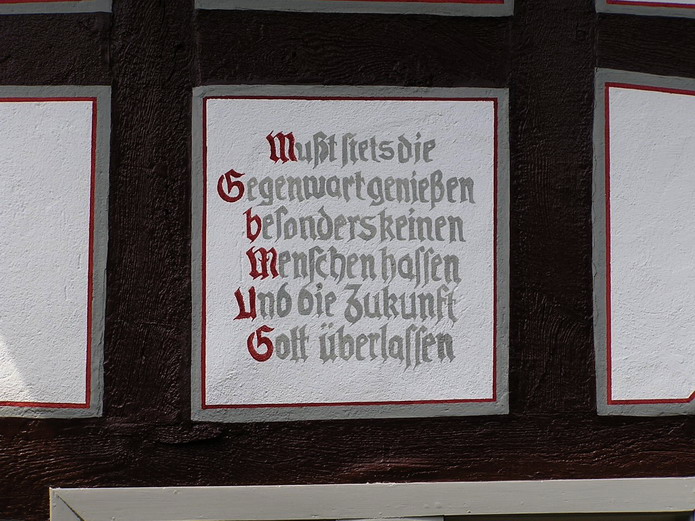 Mußt stets die
Gegenwart genießen
besonders keinen
Menschen hassen
Und die Zukunft
Gott überlassen